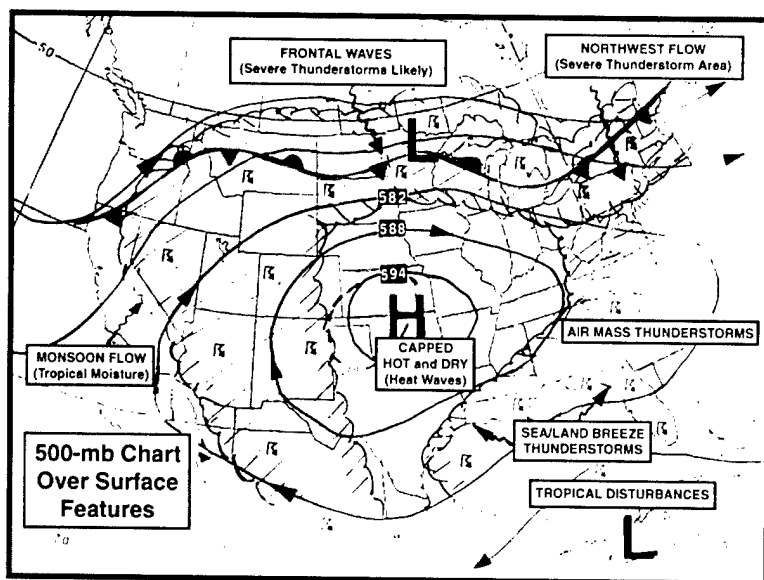 50
FRONTAL WAVES
(Severe Thunderstorms Likely)
NORTHWEST FLOW
(Severe Thunderstorm Area)
L
582
588
594
H
CAPPED
HOT and DRY
(Heat Waves)
AIR MASS THUNDERSTORMS
MONSOON FLOW
(Tropical Moisture)
SEA/LAND BREEZE
THUNDERSTORMS
500-mb Chart
Over Surface
Features
TROPICAL DISTURBANCES
L